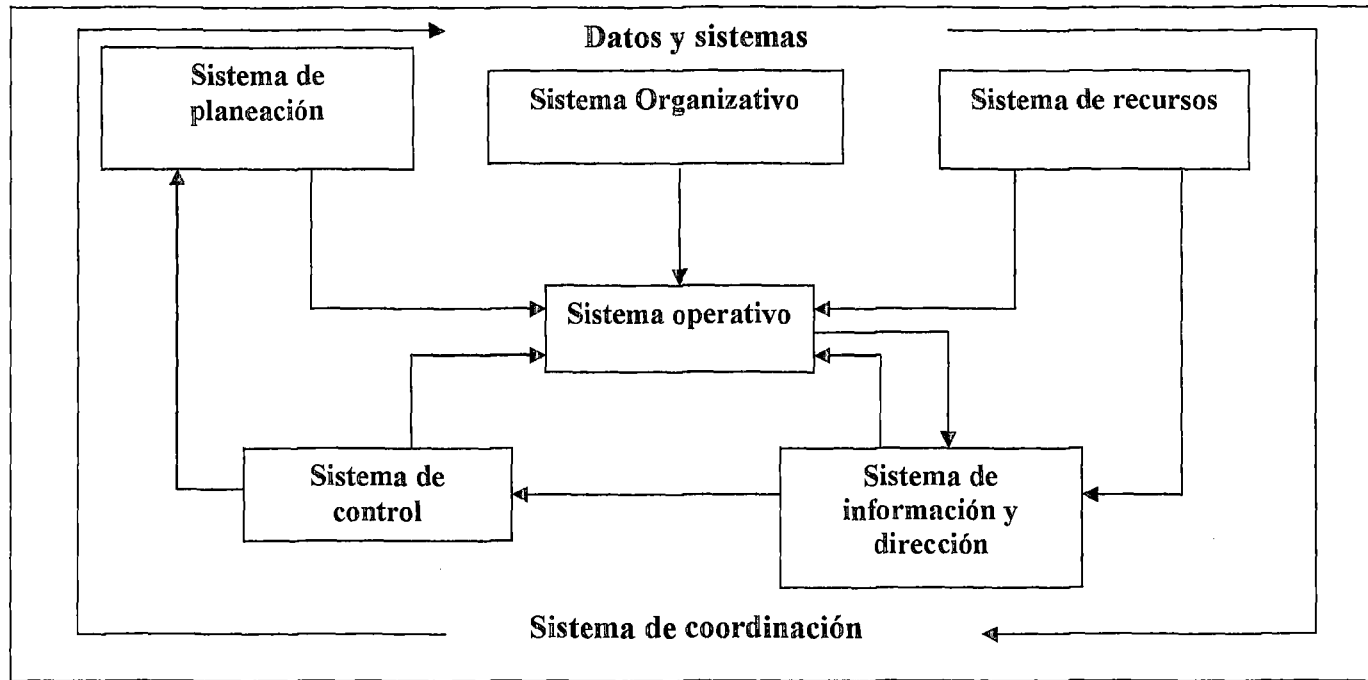 Datos y sistemas
Sistema de
planeación
Sistema Organizativo
Sistema de recursos
Sistema operativo
Sistema de
control
Sistema de
información y
dirección
Sistema de coordinación